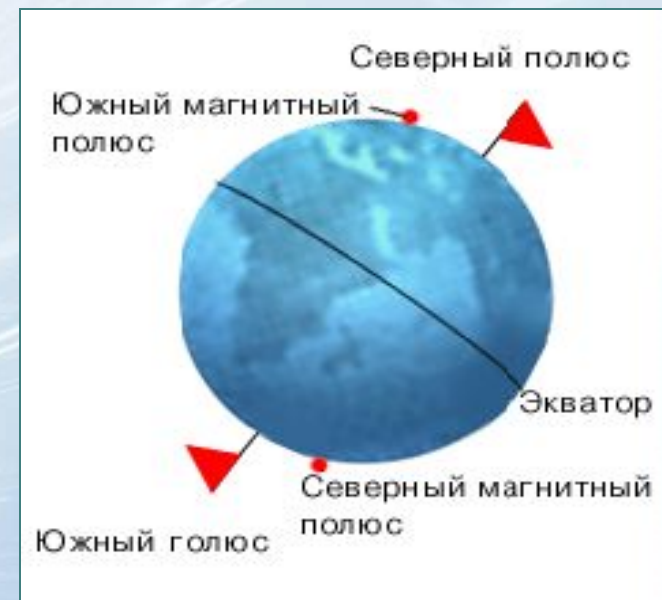 Северный полюс
Южный магнитный
полюс
Экватор
Северный магнитный
полюс
Южный голюс